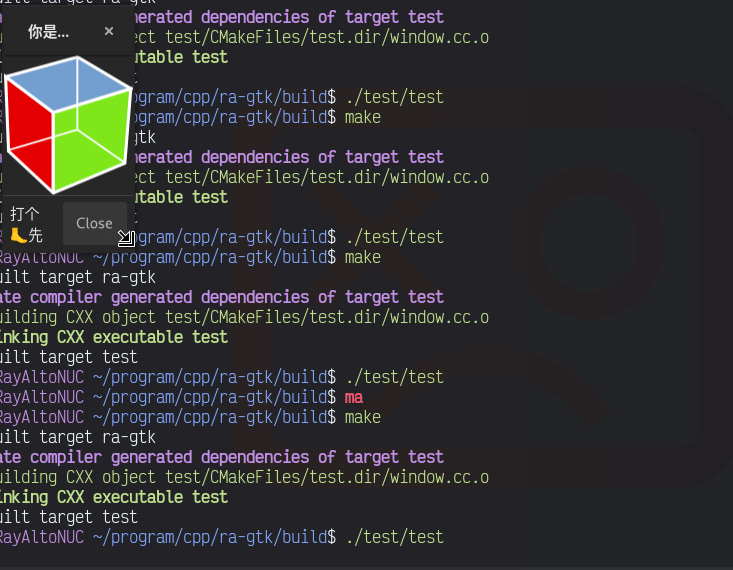 uilt target ra-gtk
你是...
nerated dependencies of target test
ect test/CMakeFiles/test.dir/window.cc.o
utable test
ogram/cpp/ra-gtk/build$ ./test/test
ogram/cpp/ra-gtk/build$ make
gtk
nerated dependencies of target test
ect test/CMakeFiles/test.dir/window.cc.o
utable test
打个
🦶先
Close
ogram/cpp/ra-gtk/build$ ./test/test
RayAltoNUC ~/program/cpp/ra-gtk/build$ make
uilt target ra-gtk
ate compiler generated dependencies of target test
uilding CXX object test/CMakeFiles/test.dir/window.cc.o
inking CXX executable test
uilt target test
RayAltoNUC ~/program/cpp/ra-gtk/build$ ./test/test
RayAltoNUC ~/program/cpp/ra-gtk/build$ ma
RayAltoNUC ~/program/cpp/ra-gtk/build$ make
uilt target ra-gtk
ate compiler generated dependencies of target test
uilding CXX object test/CMakeFiles/test.dir/window.cc.o
inking CXX executable test
uilt target test
RayAltoNUC ~/program/cpp/ra-gtk/build$ ./test/test